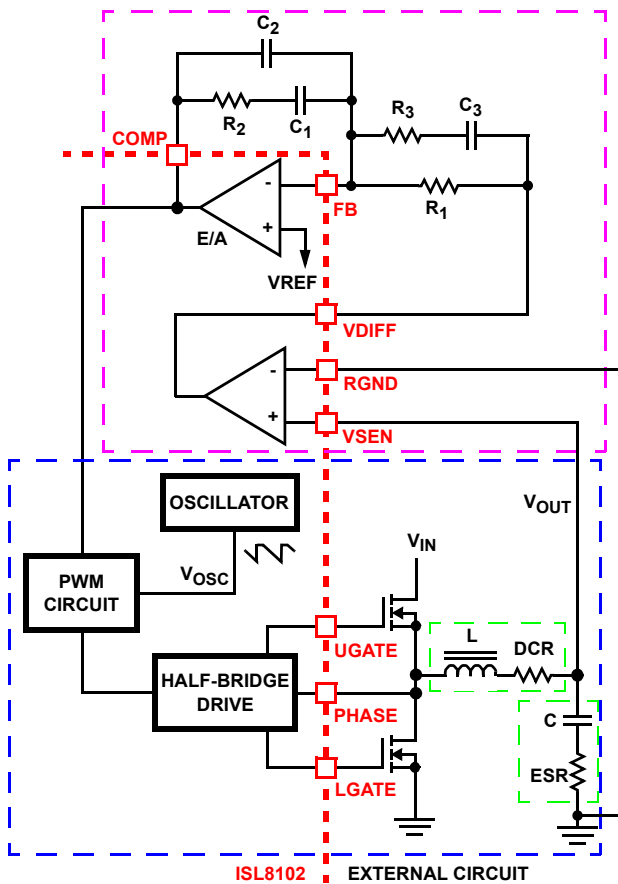 C2
R2
C1
COMP
R3
C3
-
+
E/A
FB
R1
VREF
VDIFF
-
RGND
+
VSEN
OSCILLATOR
VOUT
VIN
PWM
CIRCUIT
VOSC
UGATE
L
DCR
HALF-BRIDGE
DRIVE
PHASE
C
ESR
LGATE
ISL8102
EXTERNAL CIRCUIT